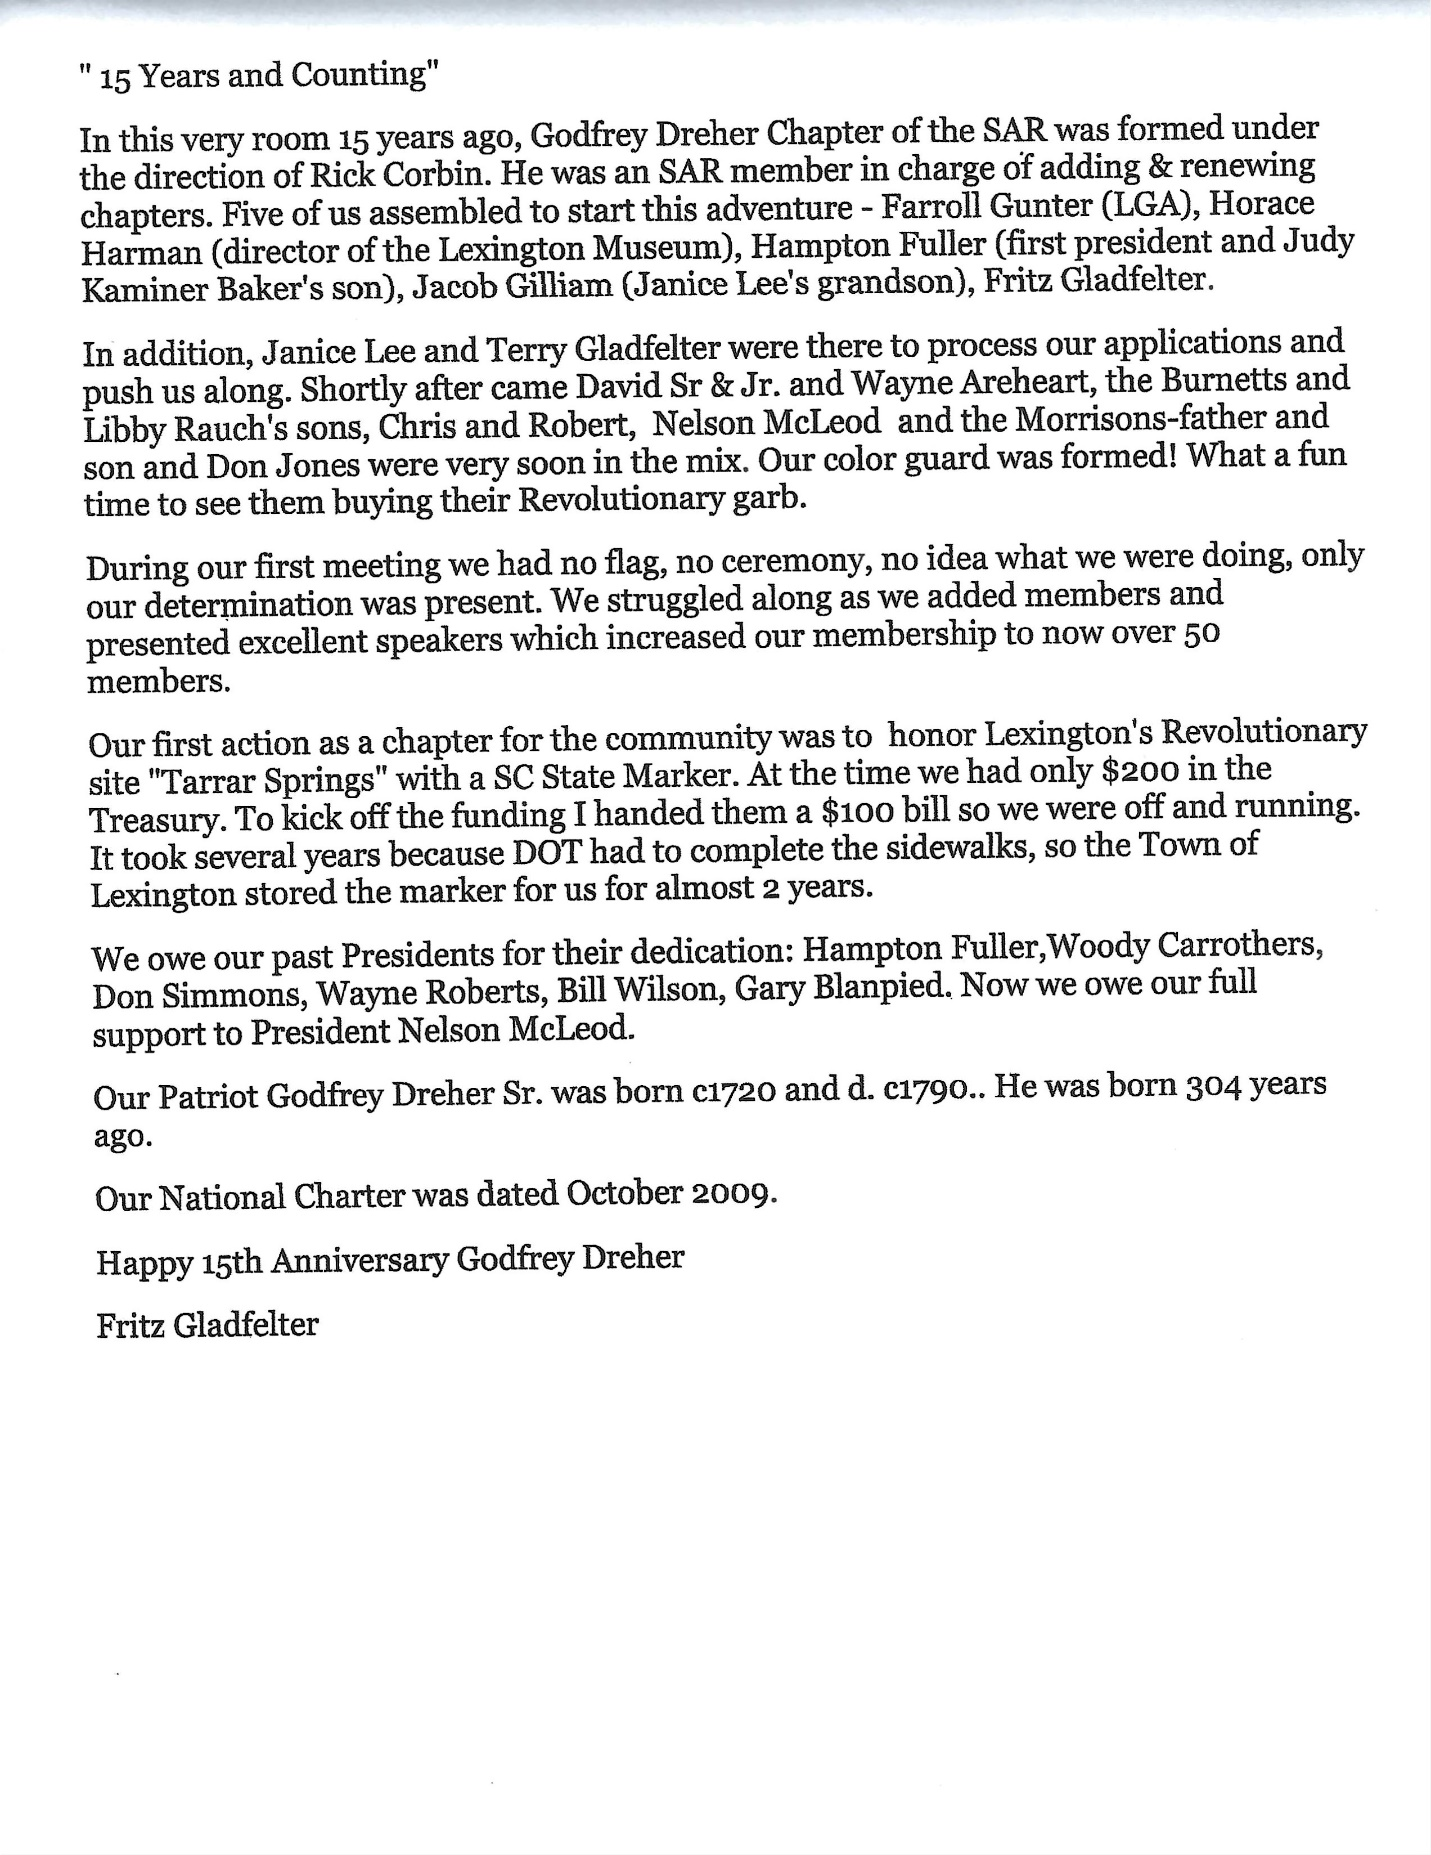 " 15 Years and Counting"
In this very room 15 years ago, Godfrey Dreher Chapter of the SAR was formed under
the direction of Rick Corbin. He was an SAR member in charge of adding & renewing
chapters. Five of us assembled to start this adventure - Farroll Gunter (LGA), Horace
Harman (director of the Lexington Museum), Hampton Fuller (first president and Judy
Kaminer Baker's son), Jacob Gilliam (Janice Lee's grandson), Fritz Gladfelter.
In addition, Janice Lee and Terry Gladfelter were there to process our applications and
push us along. Shortly after came David Sr & Jr. and Wayne Areheart, the Burnetts and
Libby Rauch's sons, Chris and Robert,  Nelson McLeod  and the Morrisons-father and
son and Don Jones were very soon in the mix. Our color guard was formed! What a fun
time to see them buying their Revolutionary garb.
During our first meeting we had no flag, no ceremony, no idea what we were doing, only
our determination was present. We struggled along as we added members and
presented excellent speakers which increased our membership to now over 50
members.
Our first action as a chapter for the community was to  honor Lexington's Revolutionary
site "Tarrar Springs" with a SC State Marker. At the time we had only $200 in the
Treasury. To kick off the funding I handed them a $100 bill so we were off and running.
It took several years because DOT had to complete the sidewalks, so the Town of
Lexington stored the marker for us for almost 2 years.
We owe our past Presidents for their dedication: Hampton Fuller,Woody Carrothers,
Don Simmons, Wayne Roberts, Bill Wilson, Gary Blanpied. Now we owe our full
support to President Nelson McLeod.
Our Patriot Godfrey Dreher Sr. was born c1720 and d. c1790.. He was born 304 years
ago.
Our National Charter was dated October 2009.
Happy 15th Anniversary Godfrey Dreher
Fritz Gladfelter